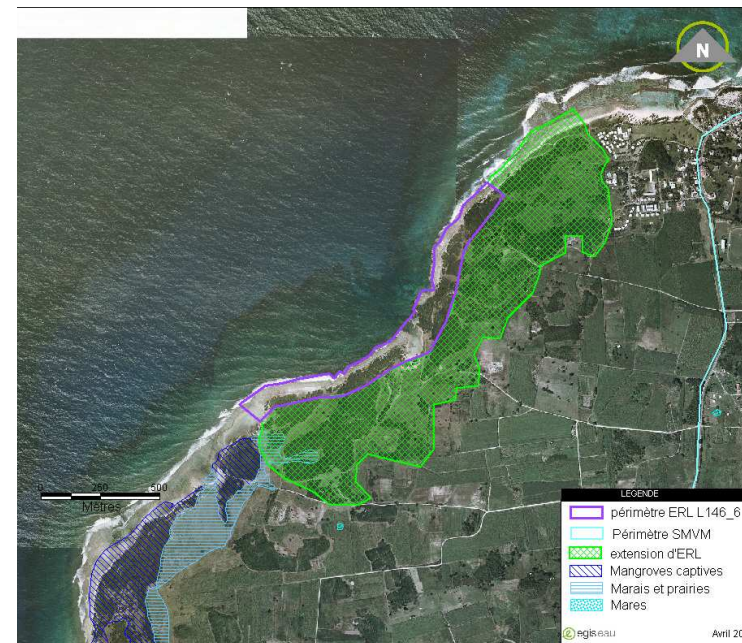 N
0 250 500
Mètres
LEGENDE
périmètre ERL L146_6
Périmètre SMVM
extension d'ERL
Mangroves captives
Marais et prairies
Mares
egis eau Avril 20